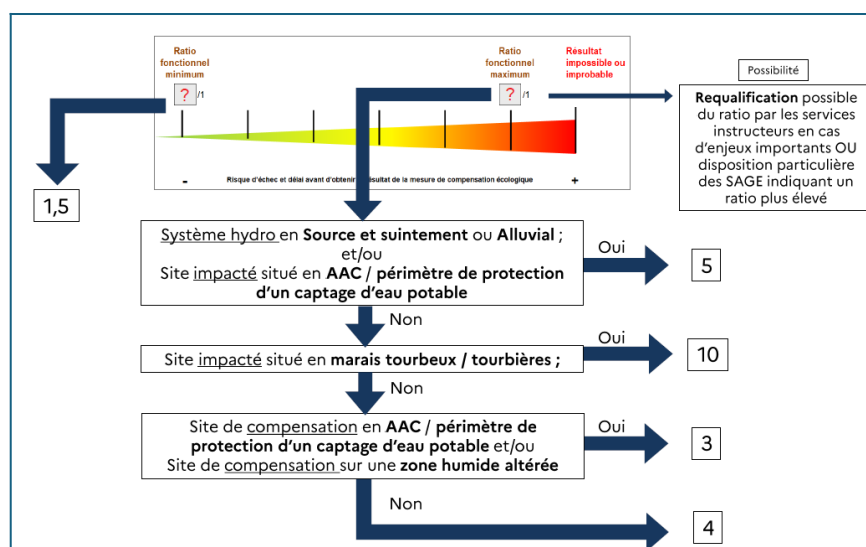 Ratio
fonctionnel
minimum
? /1
Ratio
fonctionnel
maximum
? /1
Résultat
impossible ou
improbable
- Risque d'échec et délai avant d'obtenir résultat de la mesure de compensation écologique +
Possibilité
Requalification possible
du ratio par les services
instructeurs en cas
d'enjeux importants OU
disposition particulière
des SAGE indiquant un
ratio plus élevé
1,5
Système hydro en Source et suintement ou Alluvial ;
et/ou
Site impacté situé en AAC / périmètre de protection
d'un captage d'eau potable
Oui
5
Non
Site impacté situé en marais tourbeux / tourbières ;
Oui
10
Non
Site de compensation en AAC / périmètre de
protection d'un captage d'eau potable et/ou
Site de compensation sur une zone humide altérée
Oui
3
Non
4